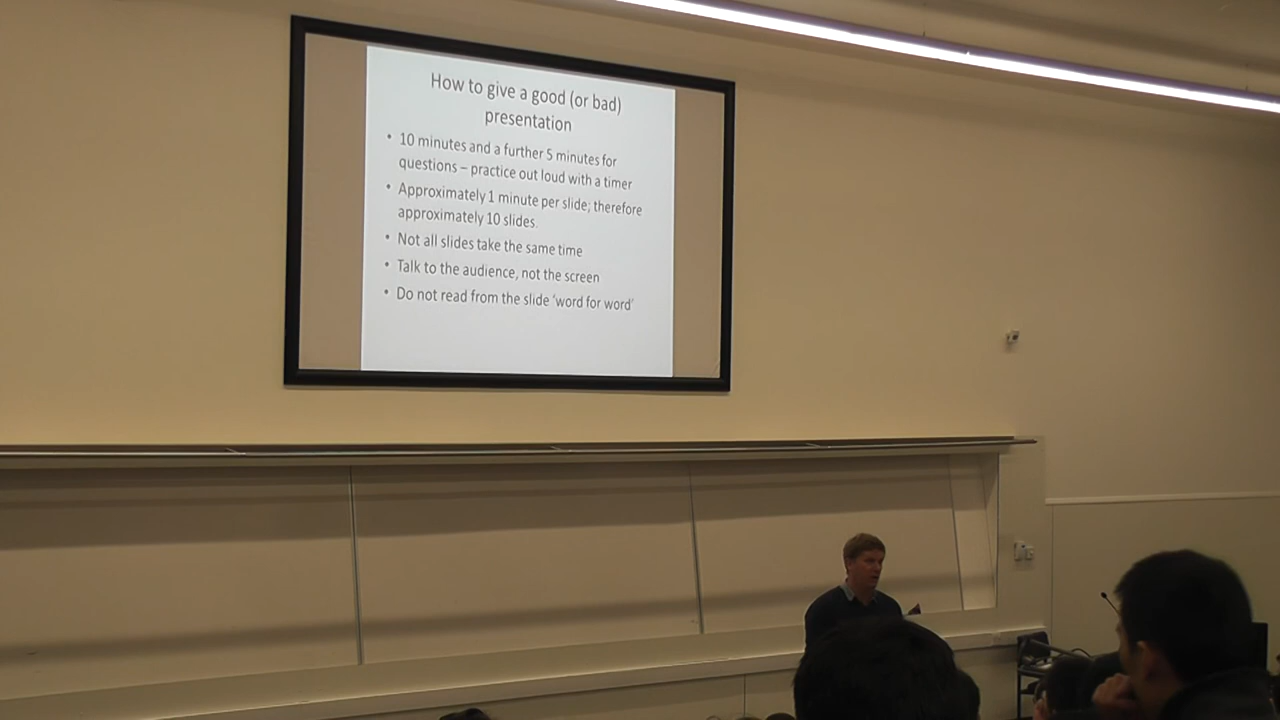 How to give a good (or bad)
presentation
• 10 minutes and a further 5 minutes for
questions – practice out loud with a timer
• Approximately 1 minute per slide; therefore
approximately 10 slides.
• Not all slides take the same time
• Talk to the audience, not the screen
• Do not read from the slide ‘word for word’